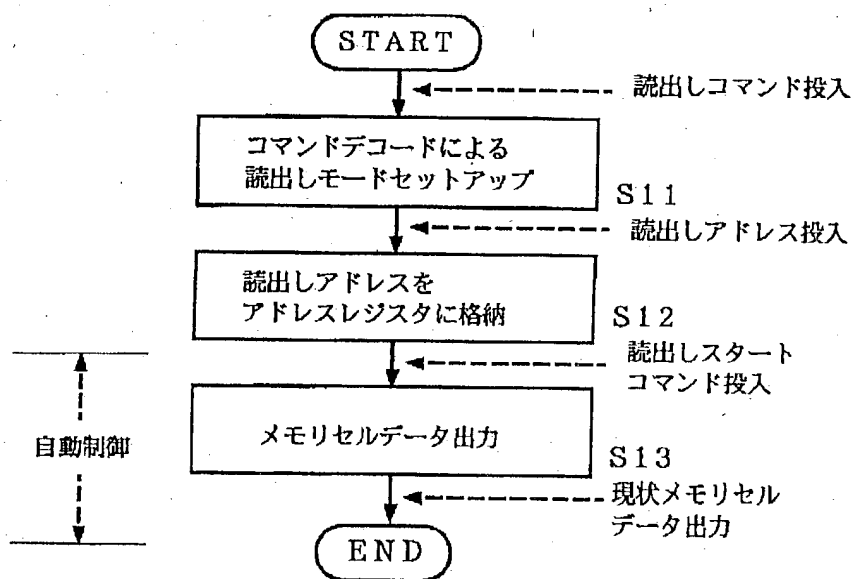 START
読出しコマンド投入
コマンドデコードによる
読出しモードセットアップ
S11
読出しアドレス投入
読出しアドレスを
アドレスレジスタに格納
S12
読出しスタート
コマンド投入
自動制御
メモリセルデータ出力
S13
現状メモリセル
データ出力
END